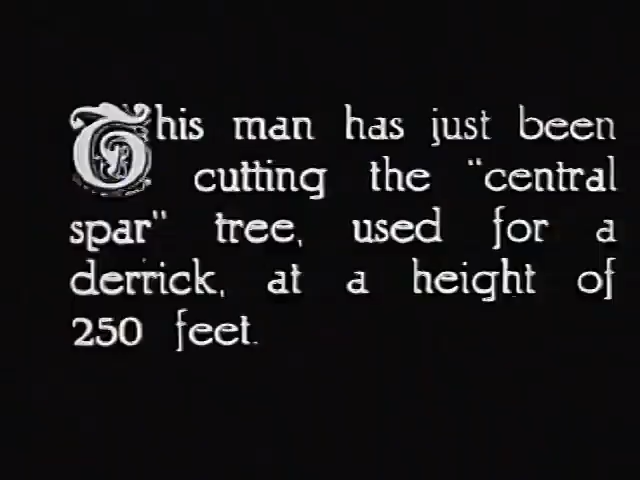 This man has just been
cutting the "central
spar" tree, used for a
derrick, at a height of
250 feet.